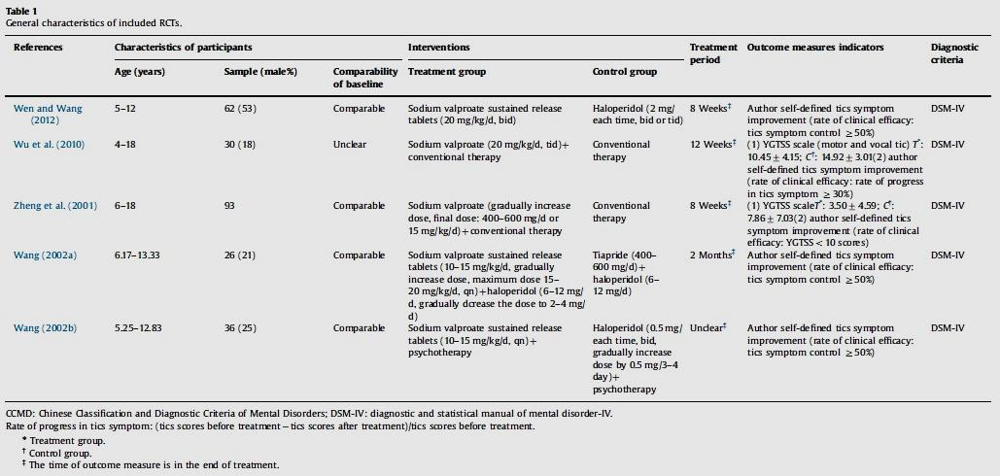 Table 1
General characteristics of included RCTs.
References Characteristics of participants Interventions Treatment period Outcome measures indicators Diagnostic criteria
Age (years) Sample (male%) Comparability of baseline Treatment group Control group
Wen and Wang (2012) 5–12 62 (53) Comparable Sodium valproate sustained release tablets (20 mg/kg/d, bid) Haloperidol (2 mg/each time, bid or tid) 8 Weeks‡ Author self-defined tics symptom improvement (rate of clinical efficacy: tics symptom control ≥50%) DSM-IV
Wu et al. (2010) 4–18 30 (18) Unclear Sodium valproate (20 mg/kg/d, tid)+ conventional therapy Conventional therapy 12 Weeks‡ (1) YGTSS scale (motor and vocal tic) T*: 10.45±4.15; C†: 14.92±3.01(2) author self-defined tics symptom improvement (rate of clinical efficacy: rate of progress in tics symptom ≥30%) DSM-IV
Zheng et al. (2001) 6–18 93 Comparable Sodium valproate (gradually increase dose, final dose: 400–600 mg/d or 15 mg/kg/d)+conventional therapy Conventional therapy 8 Weeks‡ (1) YGTSS scaleT*: 3.50±4.59; C†: 7.86±7.03(2) author self-defined tics symptom improvement (rate of clinical efficacy: YGTSS<10 scores) DSM-IV
Wang (2002a) 6.17–13.33 26 (21) Comparable Sodium valproate sustained release tablets (10–15 mg/kg/d, gradually increase dose, maximum dose 15–20 mg/kg/d, qn)+haloperidol (6–12 mg/d, gradually dcrease the dose to 2–4 mg/d) Tiapride (400–600 mg/d)+ haloperidol (6–12 mg/d) 2 Months‡ Author self-defined tics symptom improvement (rate of clinical efficacy: tics symptom control ≥50%) DSM-IV
Wang (2002b) 5.25–12.83 36 (25) Comparable Sodium valproate sustained release tablets (10–15 mg/kg/d, qn)+ psychotherapy Haloperidol (0.5 mg/each time, bid, gradually increase dose by 0.5 mg/3–4 day)+ psychotherapy Unclear‡ Author self-defined tics symptom improvement (rate of clinical efficacy: tics symptom control ≥50%) DSM-IV
CCMD: Chinese Classification and Diagnostic Criteria of Mental Disorders; DSM-IV: diagnostic and statistical manual of mental disorder-IV.
Rate of progress in tics symptom: (tics scores before treatment−tics scores after treatment)/tics scores before treatment.
* Treatment group.
† Control group.
‡ The time of outcome measure is in the end of treatment.